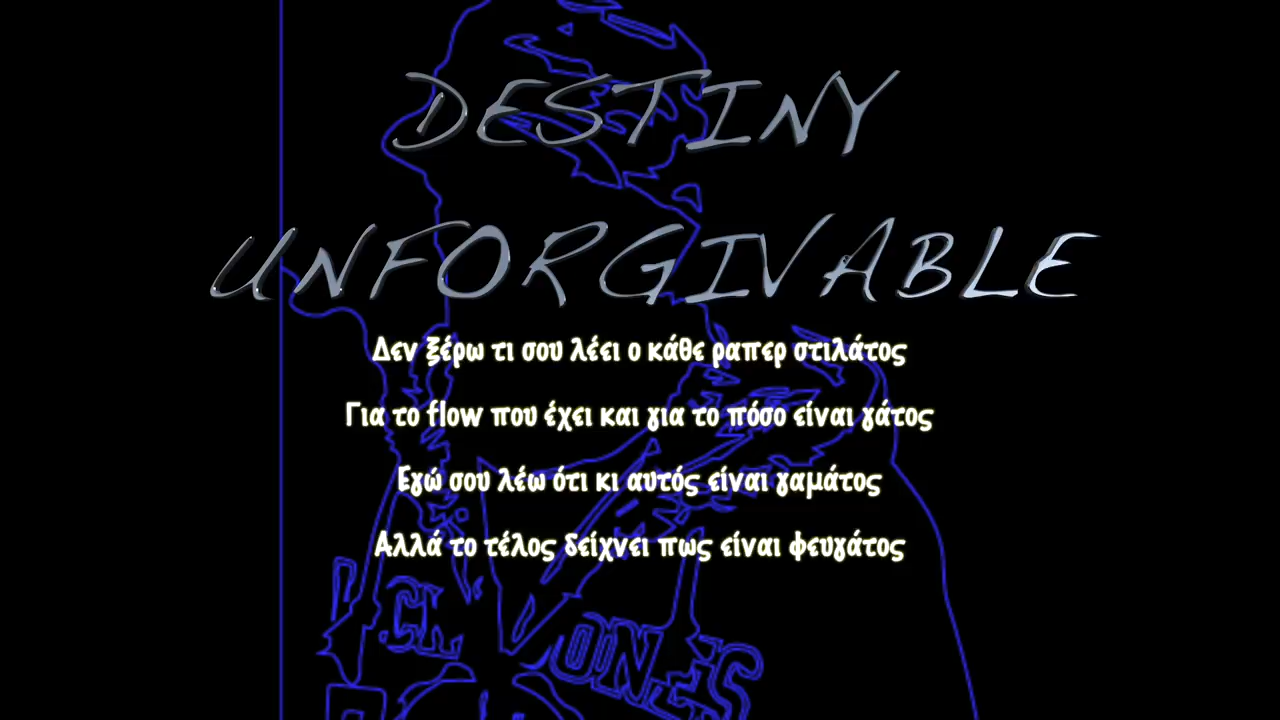 DESTINY
UNFORGIVABLE
Δεν ξέρω τι σου λέει ο κάθε ραπερ στιλάτος
Για το flow που έχει και για το πόσο είναι γάτος
Εγώ σου λέω ότι κι αυτός είναι γαμάτος
Αλλά το τέλος δείχνει πως είναι φευγάτος